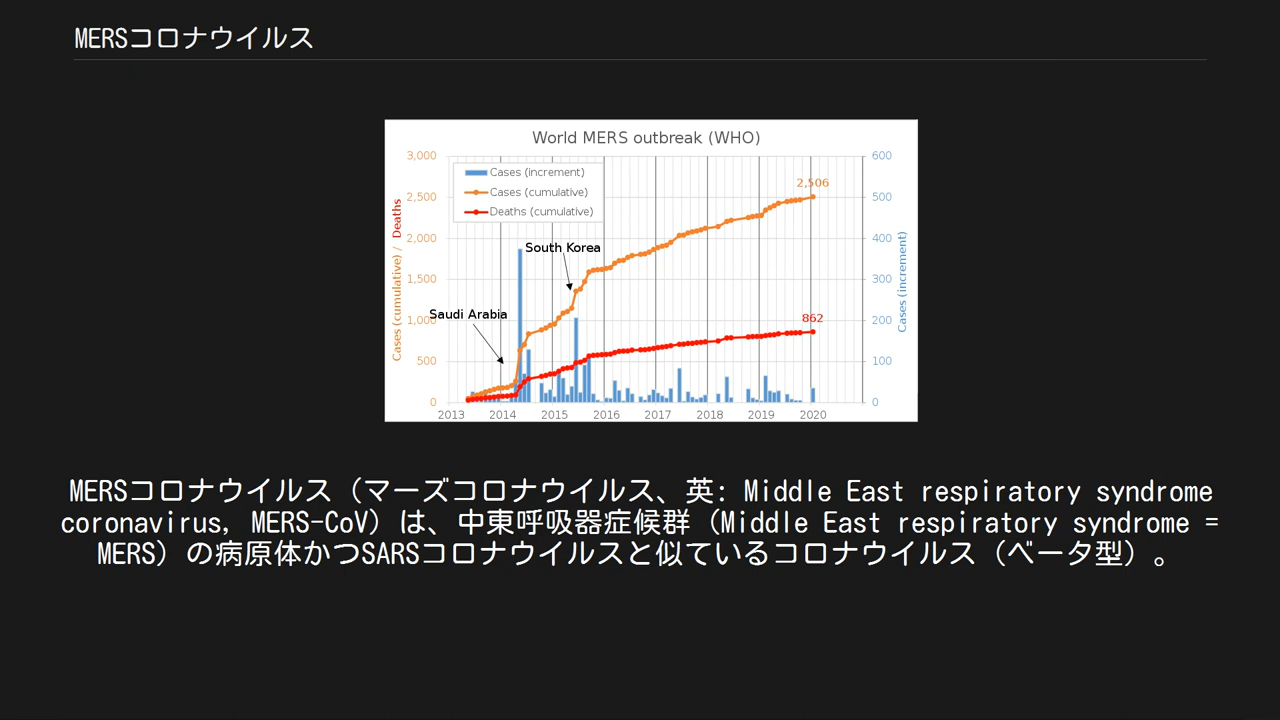 MERSコロナウイルス
World MERS outbreak (WHO)
3,000
2,500
2,000
1,500
1,000
500
0
Cases (cumulative) / Deaths
Cases (increment)
Cases (cumulative)
Deaths (cumulative)
South Korea
Saudi Arabia
2,506
862
600
500
400
300
200
100
0
Cases (increment)
2013 2014 2015 2016 2017 2018 2019 2020
MERSコロナウイルス（マーズコロナウイルス、英: Middle East respiratory syndrome
coronavirus, MERS-CoV）は、中東呼吸器症候群（Middle East respiratory syndrome =
MERS）の病原体かつSARSコロナウイルスと似ているコロナウイルス（ベータ型）。